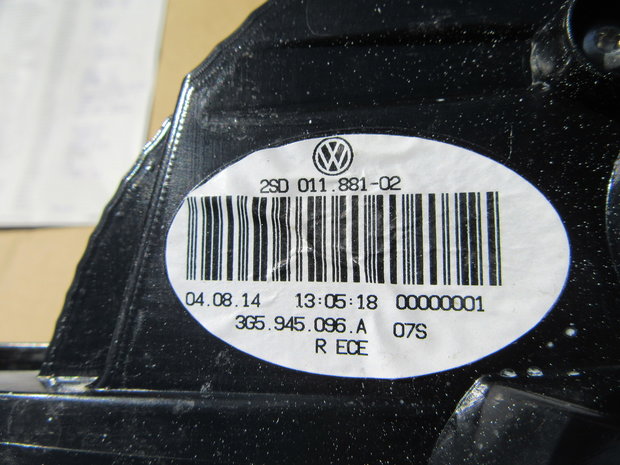 2SD 011.881-02
04.08.14 13:05:18 00000001
3G5.945.096.A 07S
R ECE